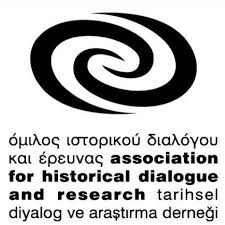 όμιλος ιστορικού διαλόγου
και έρευνας association
for historical dialogue
and research tarihsel
diyalog ve araştırma derneği